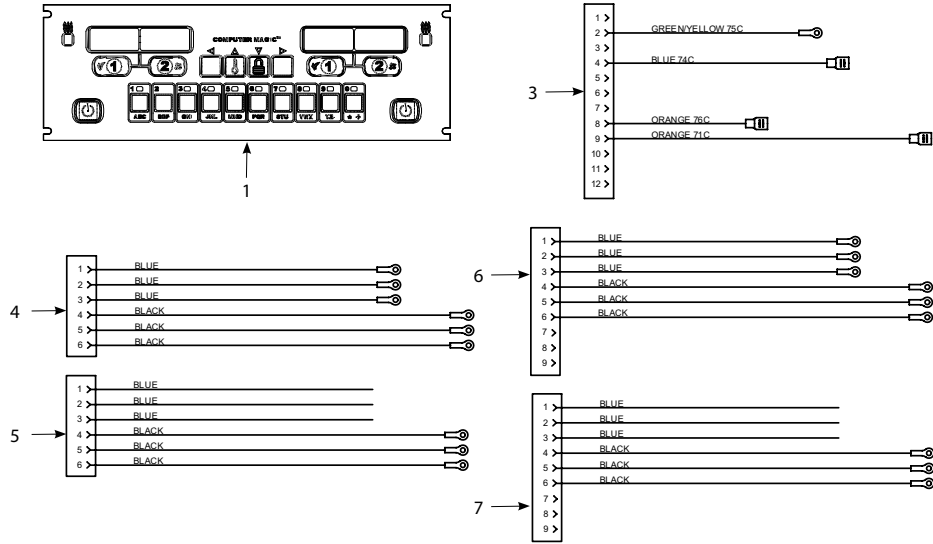 COMPUTER MAGIC™
1 2 1 2
1 2 3 4 5 6 7 8 9 0
ABC DEF GHI JKL MNO PQR STU VWX YZ
1
3
1
2 GREEN/YELLOW 75C
3
4 BLUE 74C
5
6
7
8 ORANGE 76C
9 ORANGE 71C
10
11
12
4
1 BLUE
2 BLUE
3 BLUE
4 BLACK
5 BLACK
6 BLACK
6
1 BLUE
2 BLUE
3 BLUE
4 BLACK
5 BLACK
6 BLACK
7
8
9
5
1 BLUE
2 BLUE
3 BLUE
4 BLACK
5 BLACK
6 BLACK
7
1 BLUE
2 BLUE
3 BLUE
4 BLACK
5 BLACK
6 BLACK
7
8
9